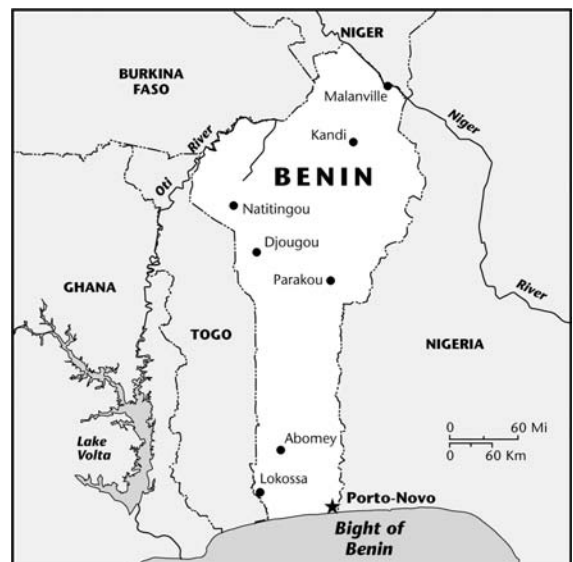 NIGER
BURKINA
FASO
Malanville
Niger
River
Kandi
BENIN
Oti
Natitingou
Djougou
GHANA
Parakou
River
TOGO
NIGERIA
60 Mi
0
0
60 Km
Lake
Volta
Abomey
Lokossa
Porto-Novo
Bight of
Benin